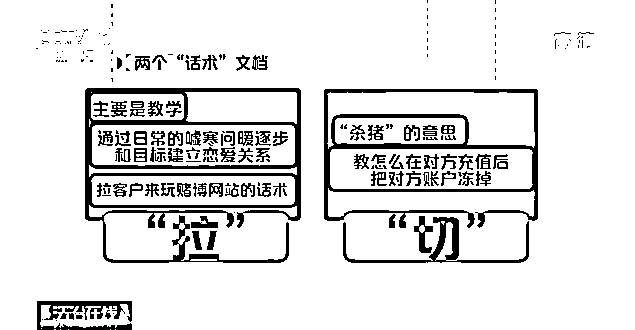 两个“话术”文档
主要是教学
通过日常的嘘寒问暖逐步
和目标建立恋爱关系
拉客户来玩赌博网站的话术
“拉”
“杀猪”的意思
教怎么在对方充值后
把对方账户冻掉
“切”